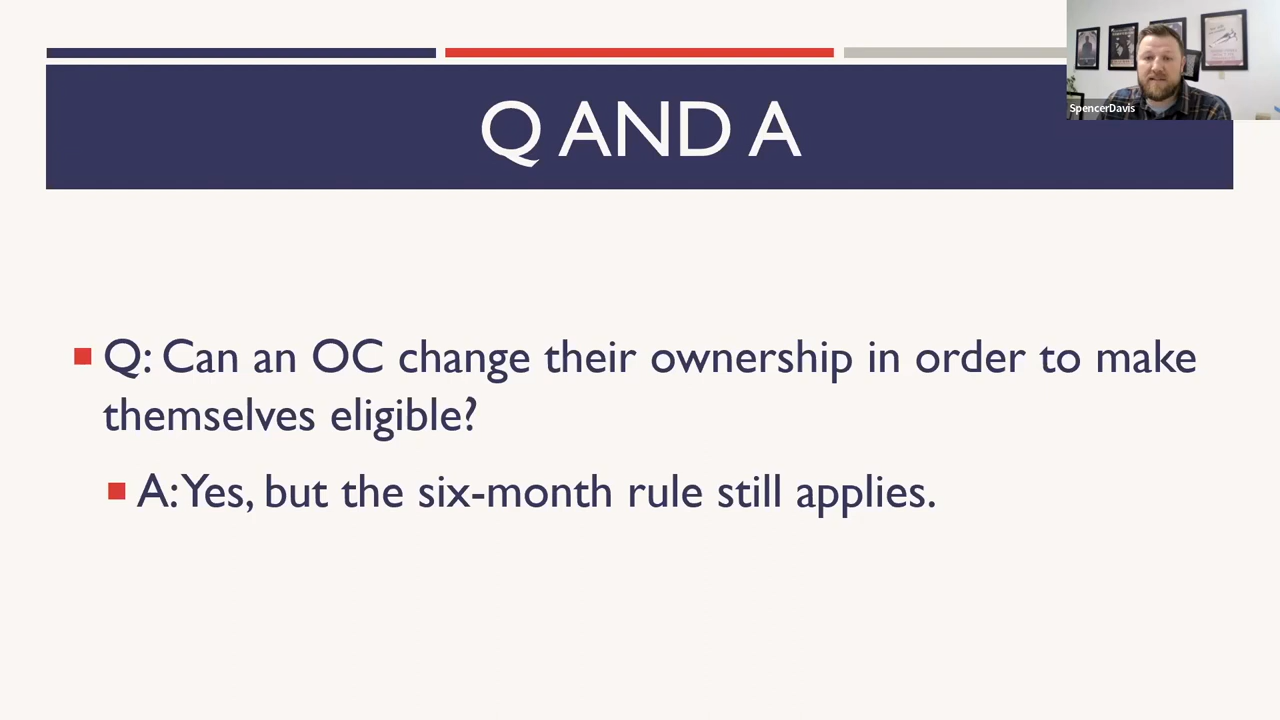 SpencerDavis
Q AND A
Q: Can an OC change their ownership in order to make
themselves eligible?
A: Yes, but the six-month rule still applies.